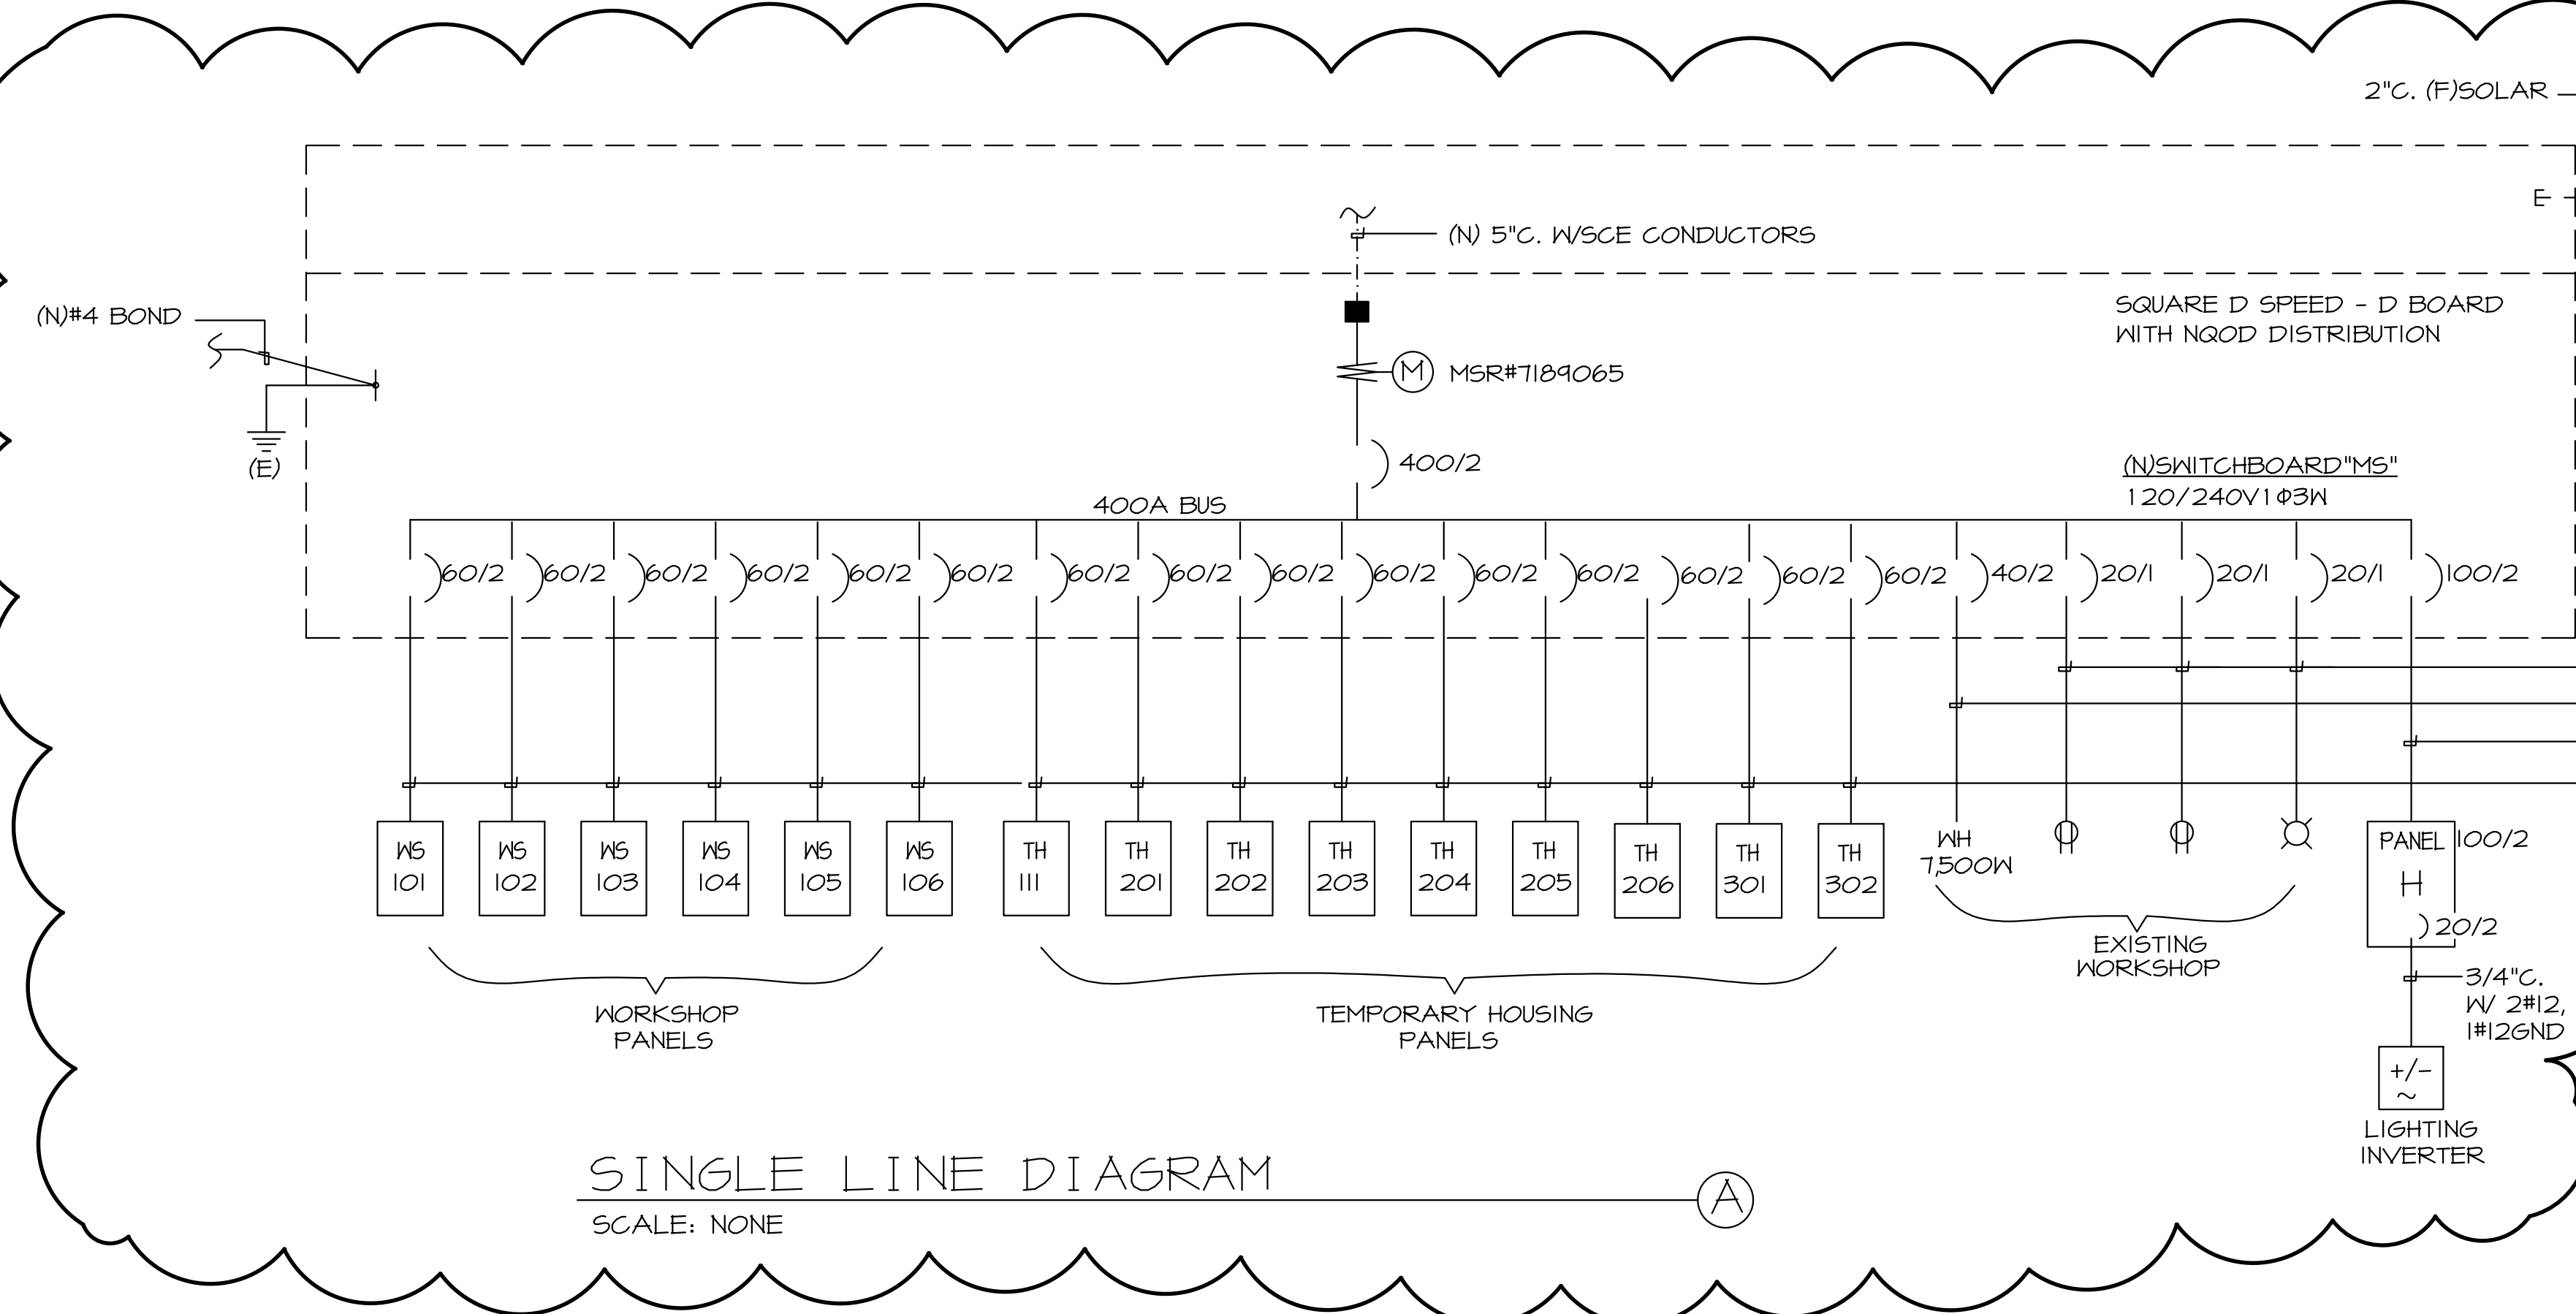 2"C. (F)SOLAR
E
(N) 5"C. W/SCE CONDUCTORS
(N)#4 BOND
(E)
SQUARE D SPEED - D BOARD
WITH NQOD DISTRIBUTION
M
MSR#7189065
400/2
(N)SWITCHBOARD"MS"
120/240V1Φ3W
400A BUS
60/2 60/2 60/2 60/2 60/2 60/2 60/2 60/2 60/2 60/2 60/2 60/2 60/2 60/2 60/2 40/2 20/1 20/1 20/1 100/2
WS
101
WS
102
WS
103
WS
104
WS
105
WS
106
TH
111
TH
201
TH
202
TH
203
TH
204
TH
205
TH
206
TH
301
TH
302
WH
7,500W
PANEL
H
100/2
20/2
WORKSHOP
PANELS
TEMPORARY HOUSING
PANELS
EXISTING
WORKSHOP
3/4"C.
W/ 2#12,
1#12GND
+/-
~
LIGHTING
INVERTER
SINGLE LINE DIAGRAM
A
SCALE: NONE